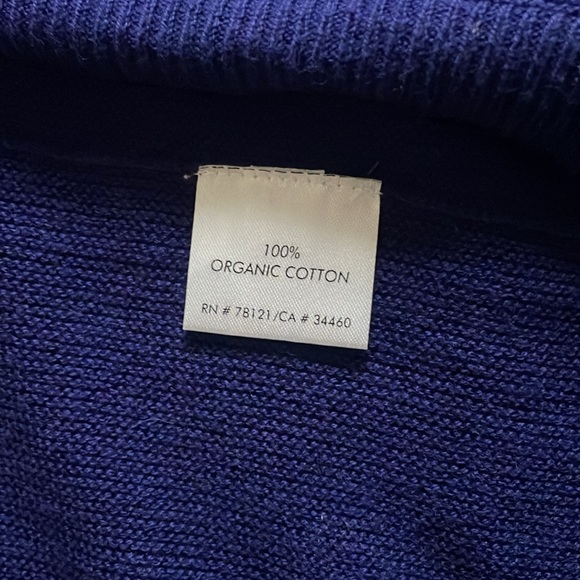 100%
ORGANIC COTTON
RN # 78121/CA # 34460